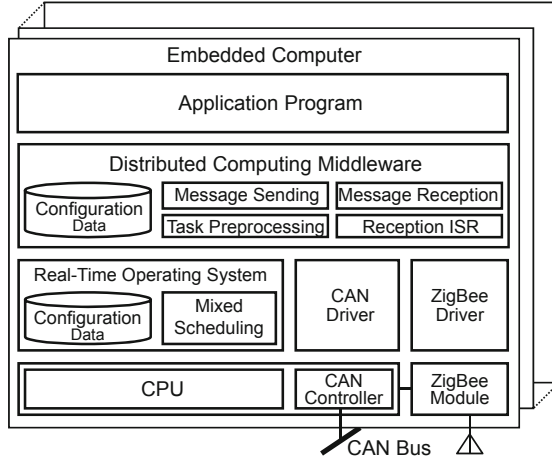 Embedded Computer
Application Program
Distributed Computing Middleware
Configuration
Data
Message Sending
Message Reception
Task Preprocessing
Reception ISR
Real-Time Operating System
Configuration
Data
Mixed
Scheduling
CAN
Driver
ZigBee
Driver
CPU
CAN
Controller
ZigBee
Module
CAN Bus